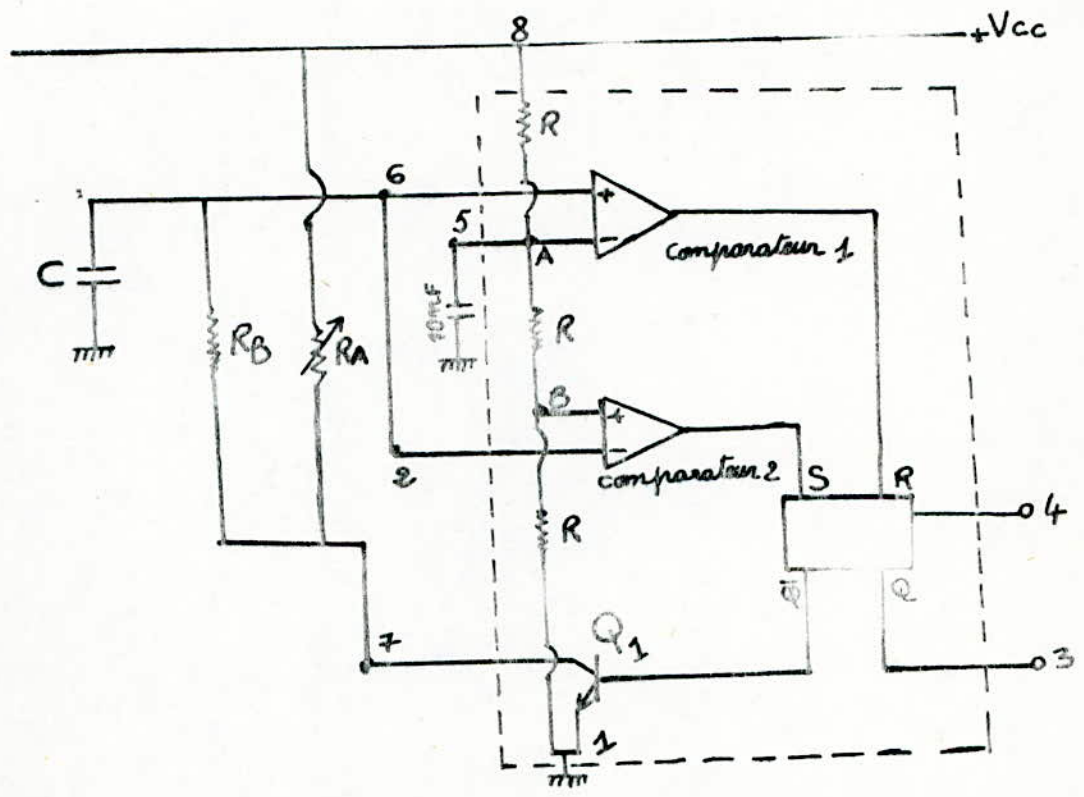 8
+Vcc
R
6
+
5
A
-
comparateur 1
C
10nF
RB
RA
R
B
+
-
2
comparateur 2
S
R
R
4
Q̅
Q
Q1
7
3
1